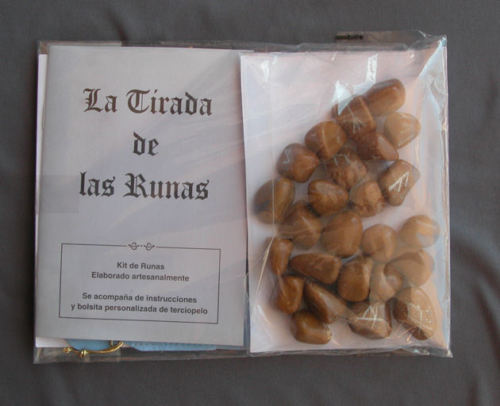 La Tirada
de
las Runas
Kit de Runas
Elaborado artesanalmente
Se acompaña de instrucciones
y bolsita personalizada de terciopelo